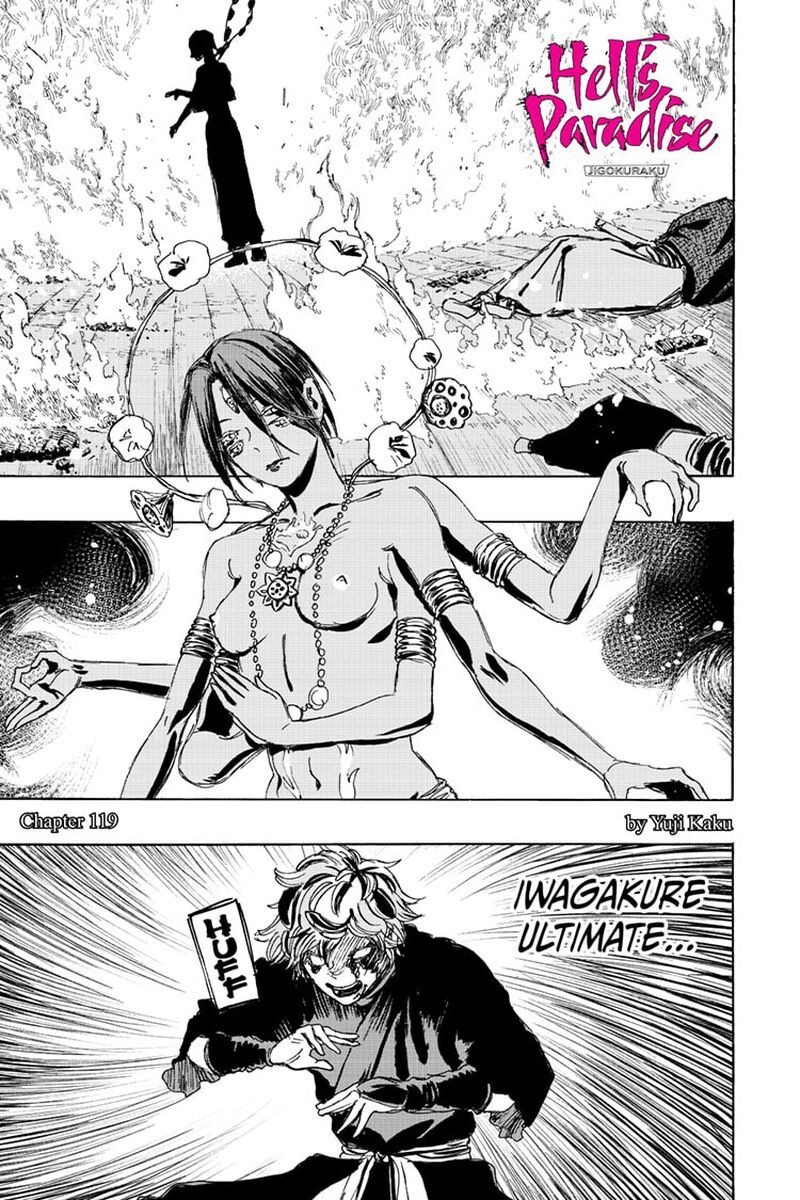 Hell's
Paradise
JIGOKURAKU
Chapter 119
by Yuji Kaku
IWAGAKURE
ULTIMATE...
HUFF